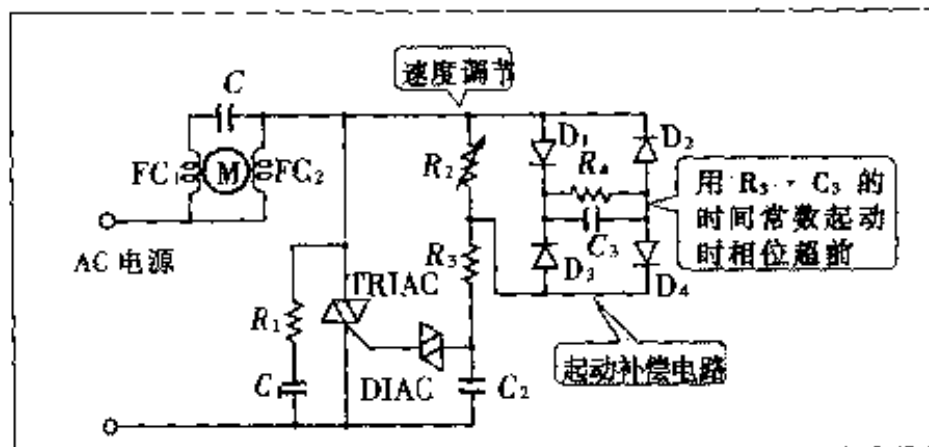 速度调节
C
D₁
D₂
FC₁
M
FC₂
R₂
R₄
用 R₃·C₃ 的
时间常数起动
时相位超前
C₃
AC 电源
R₃
D₃
D₄
TRIAC
R₁
起动补偿电路
C₁
DIAC
C₂